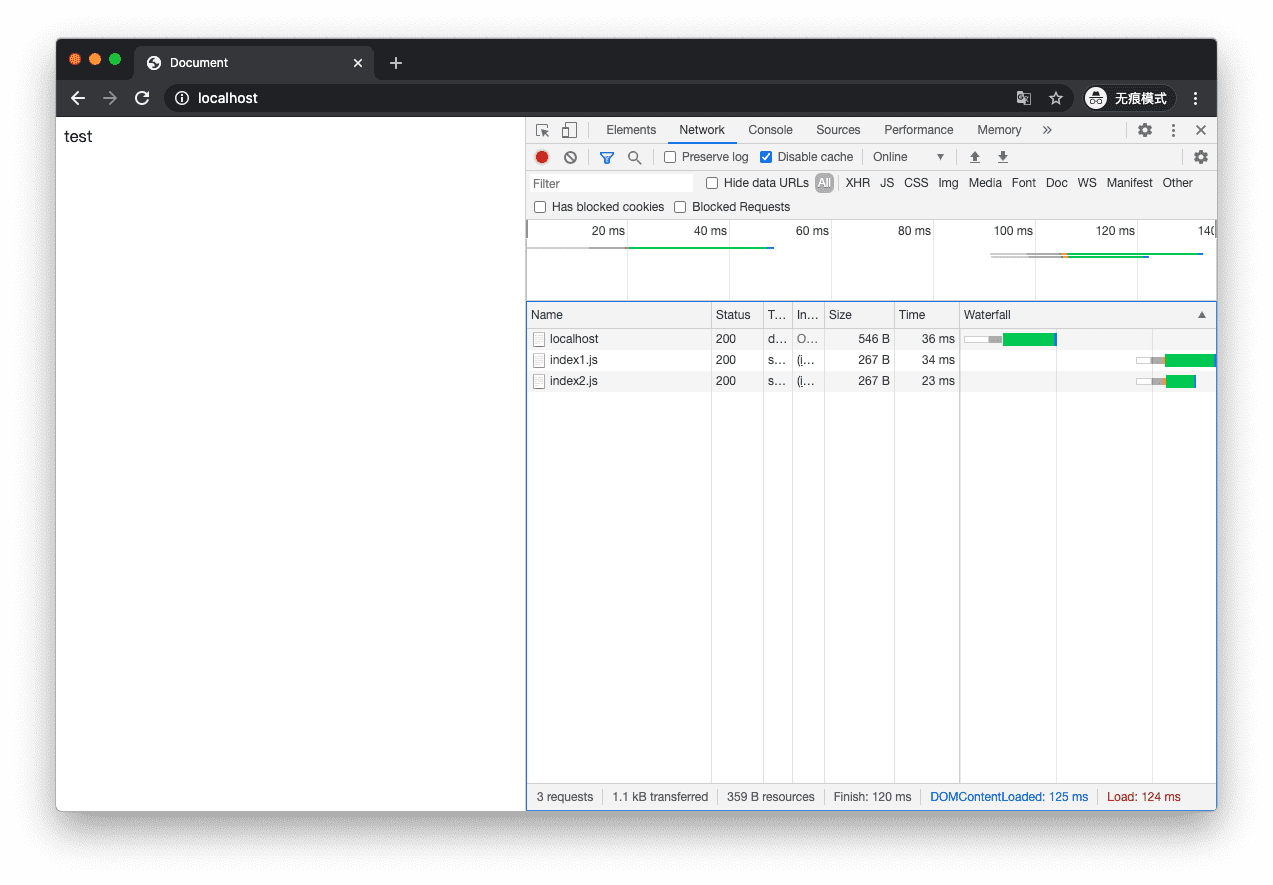 Document
localhost 无痕模式
test
Elements Network Console Sources Performance Memory »
Preserve log Disable cache Online
Filter Hide data URLs All XHR JS CSS Img Media Font Doc WS Manifest Other
Has blocked cookies Blocked Requests
20 ms 40 ms 60 ms 80 ms 100 ms 120 ms 140
Name Status T... In... Size Time Waterfall
localhost 200 d... O... 546 B 36 ms
index1.js 200 s... (i... 267 B 34 ms
index2.js 200 s... (i... 267 B 23 ms
3 requests 1.1 kB transferred 359 B resources Finish: 120 ms DOMContentLoaded: 125 ms Load: 124 ms